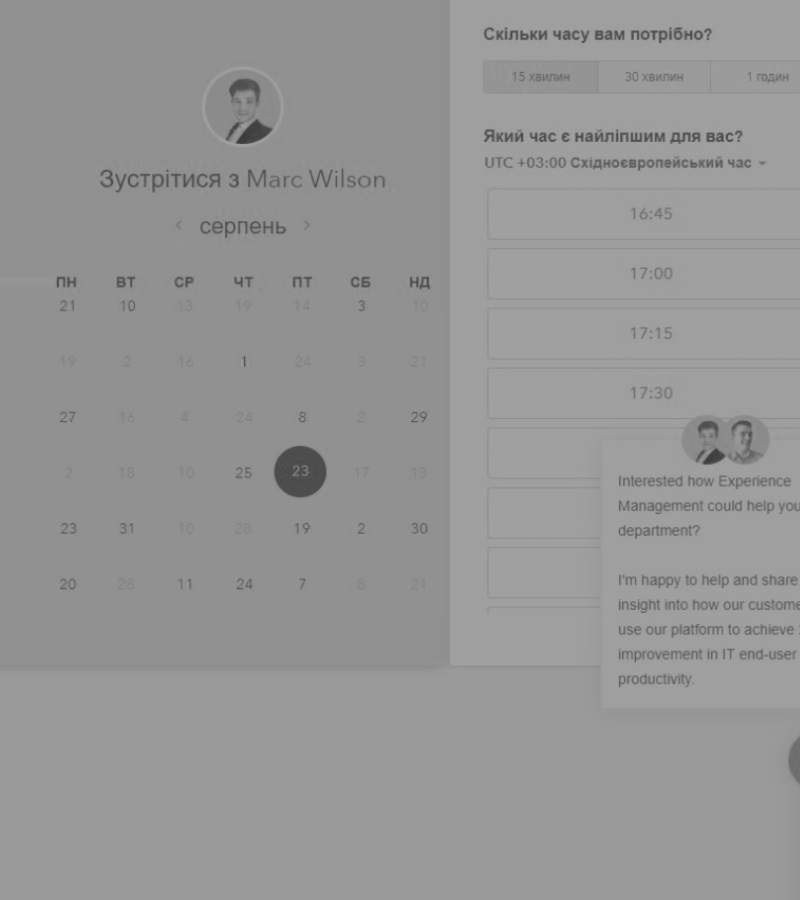 Зустрітися з Marc Wilson
серпень
ПН ВТ СР ЧТ ПТ СБ НД
21 10 13 19 14 3 10
19 2 16 1 24 3 21
27 16 4 24 8 2 29
2 18 10 25 23 17 13
23 31 10 28 19 2 30
20 28 11 24 7 8 21
Скільки часу вам потрібно?
15 хвилин 30 хвилин 1 годин
Який час є найліпшим для вас?
UTC +03:00 Східноєвропейський час
16:45
17:00
17:15
17:30
Interested how Experience
Management could help you
department?
I'm happy to help and share
insight into how our custome
use our platform to achieve
improvement in IT end-user
productivity.